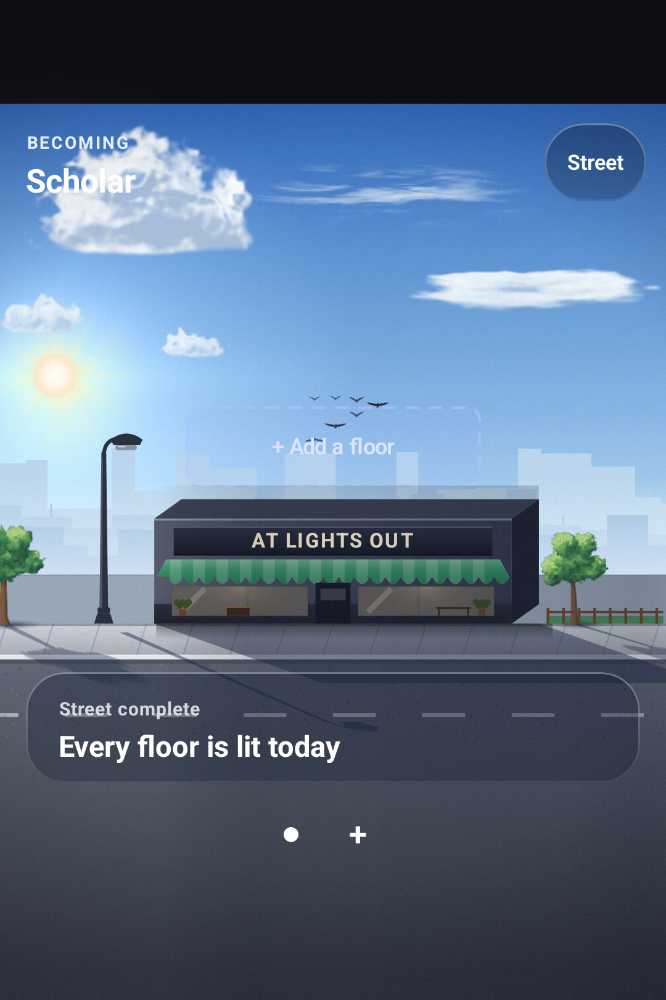 BECOMING
Scholar
Street
+ Add a floor
AT LIGHTS OUT
Street complete
Every floor is lit today
+